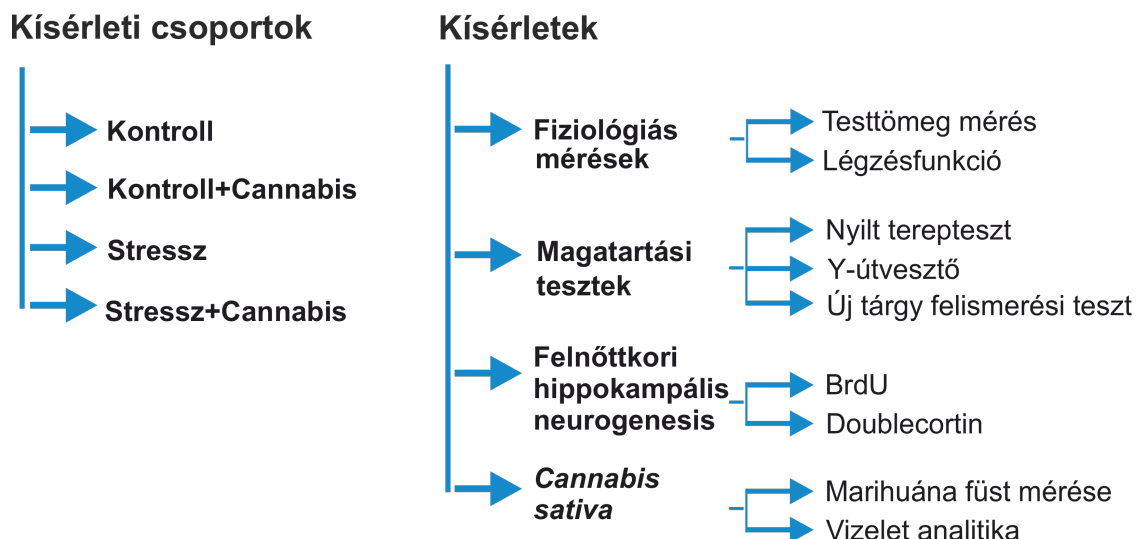 Kísérleti csoportok
Kontroll
Kontroll+Cannabis
Stressz
Stressz+Cannabis
Kísérletek
Fiziológiás
mérések
Testtömeg mérés
Légzésfunkció
Magatartási
tesztek
Nyilt terepteszt
Y-útvesztő
Új tárgy felismerési teszt
Felnőttkori
hippokampális
neurogenesis
BrdU
Doublecortin
Cannabis
sativa
Marihuána füst mérése
Vizelet analitika